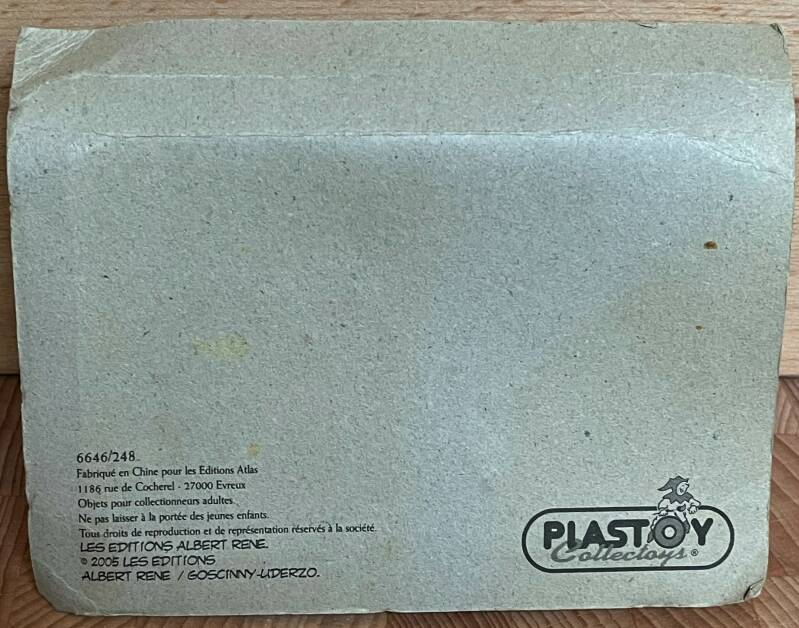 6646/248
Fabriqué en Chine pour les Editions Atlas
1186 rue de Cocherel - 27000 Evreux
Objets pour collectionneurs adultes.
Ne pas laisser à la portée des jeunes enfants.
Tous droits de reproduction et de représentation réservés à la société.
LES EDITIONS ALBERT RENE.
© 2005 LES EDITIONS
ALBERT RENE / GOSCINNY-UDERZO.
PLASTOY
Collectoys®